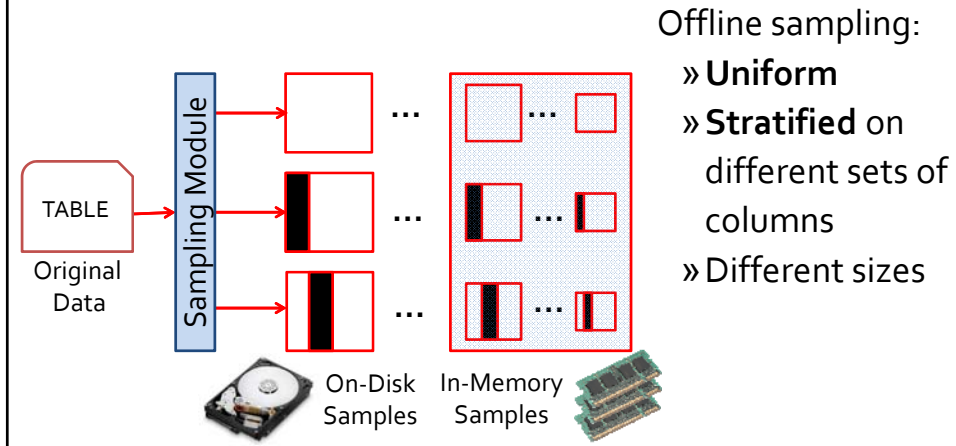 Offline sampling:
» Uniform
» Stratified on
different sets of
columns
» Different sizes
TABLE
Original
Data
Sampling Module
... ...
... ...
... ...
On-Disk
Samples
In-Memory
Samples